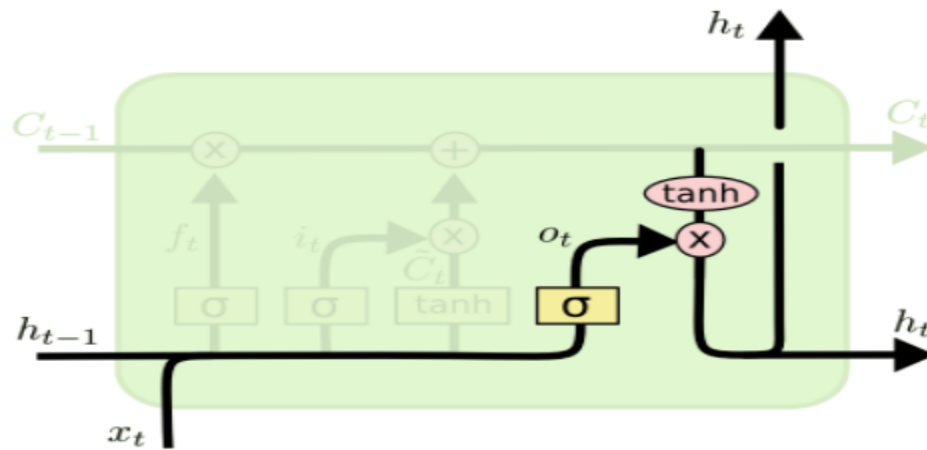 h_t
C_{t-1}
C_t
×
+
tanh
f_t
i_t
×
o_t
×
C̃_t
σ
σ
tanh
σ
h_{t-1}
h_t
x_t